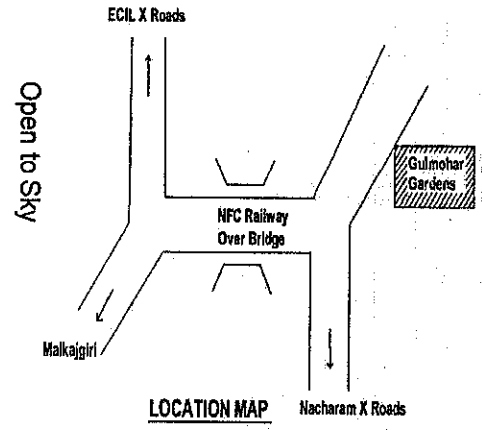 ECIL X Roads
Open to Sky
Gulmohar
Gardens
NFC Railway
Over Bridge
Malkajgiri
LOCATION MAP
Nacharam X Roads